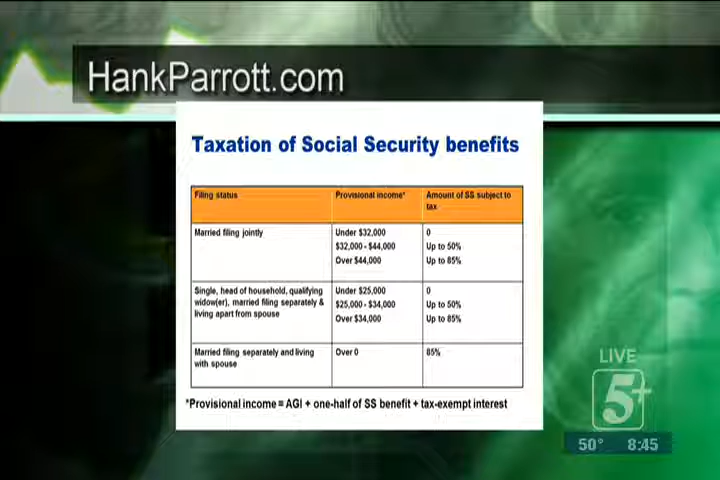 HankParrott.com
Taxation of Social Security benefits
Filing status Provisional income* Amount of SS subject to
tax
Married filing jointly Under $32,000 0
$32,000 - $44,000 Up to 50%
Over $44,000 Up to 85%
Single, head of household, qualifying Under $25,000 0
widow(er), married filing separately & $25,000 - $34,000 Up to 50%
living apart from spouse Over $34,000 Up to 85%
Married filing separately and living Over 0 85%
with spouse
*Provisional income = AGI + one-half of SS benefit + tax-exempt interest
LIVE
5+
50° 8:45